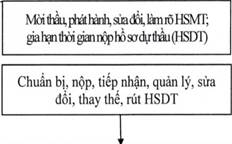 Mời thầu, phát hành, sửa đổi, làm rõ HSMT;
gia hạn thời gian nộp hồ sơ dự thầu (HSDT)
Chuẩn bị, nộp, tiếp nhận, quản lý, sửa
đổi, thay thế, rút HSDT